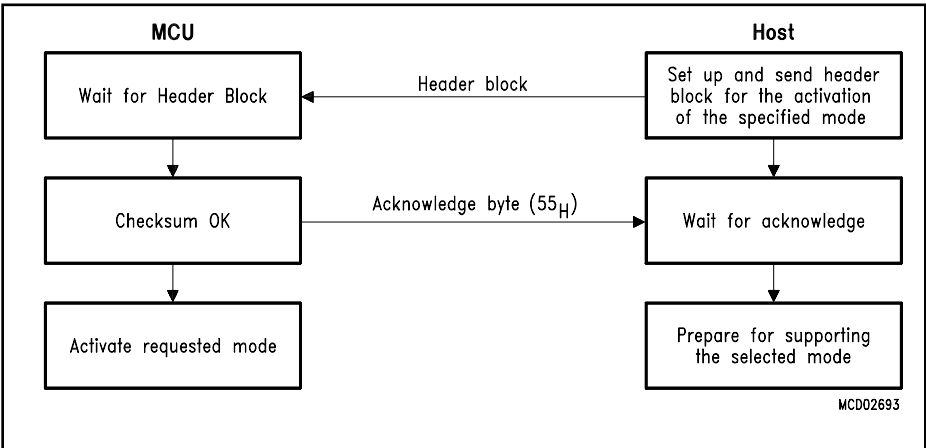 MCU
Host
Wait for Header Block
Header block
Set up and send header
block for the activation
of the specified mode
Checksum OK
Acknowledge byte (55H)
Wait for acknowledge
Activate requested mode
Prepare for supporting
the selected mode
MCD02693